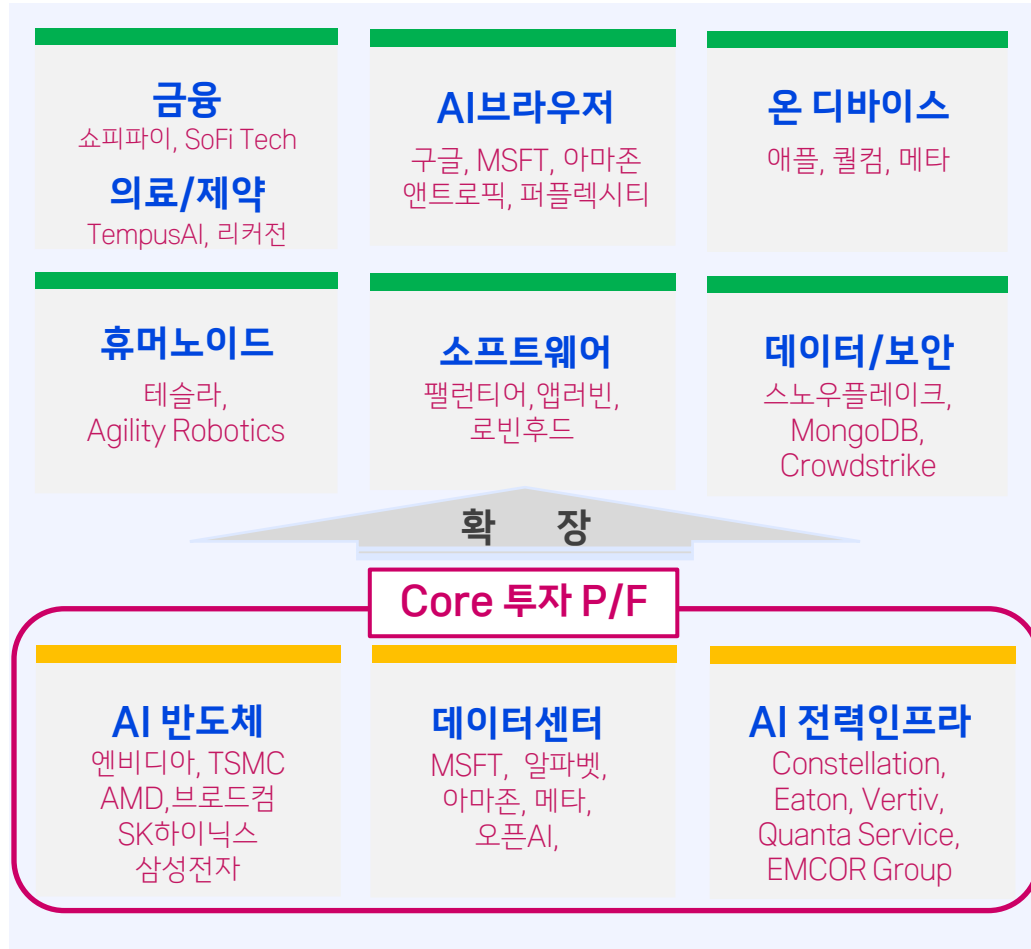 금융
쇼피파이, SoFi Tech
의료/제약
TempusAI, 리커전
AI브라우저
구글, MSFT, 아마존
앤트로픽, 퍼플렉시티
온 디바이스
애플, 퀄컴, 메타
휴머노이드
테슬라,
Agility Robotics
소프트웨어
팰런티어,앱러빈,
로빈후드
데이터/보안
스노우플레이크,
MongoDB,
Crowdstrike
확 장
Core 투자 P/F
AI 반도체
엔비디아, TSMC
AMD,브로드컴
SK하이닉스
삼성전자
데이터센터
MSFT, 알파벳,
아마존, 메타,
오픈AI,
AI 전력인프라
Constellation,
Eaton, Vertiv,
Quanta Service,
EMCOR Group